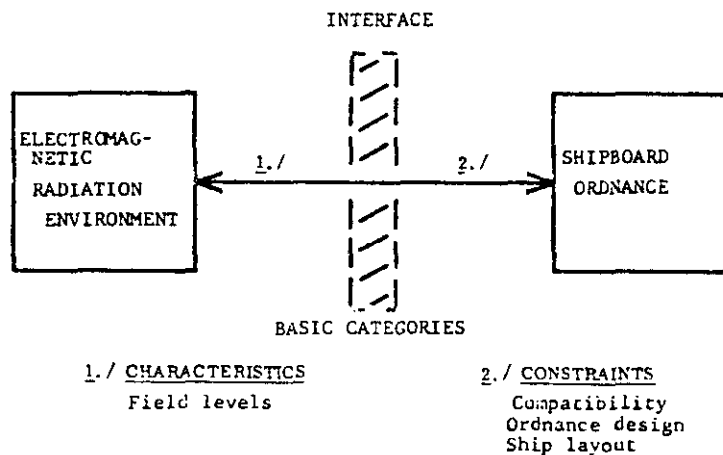 INTERFACE
ELECTROMAG-
NETIC
RADIATION
ENVIRONMENT
1./
2./
SHIPBOARD
ORDNANCE
BASIC CATEGORIES
1./ CHARACTERISTICS
Field levels
2./ CONSTRAINTS
Compatibility
Ordnance design
Ship layout